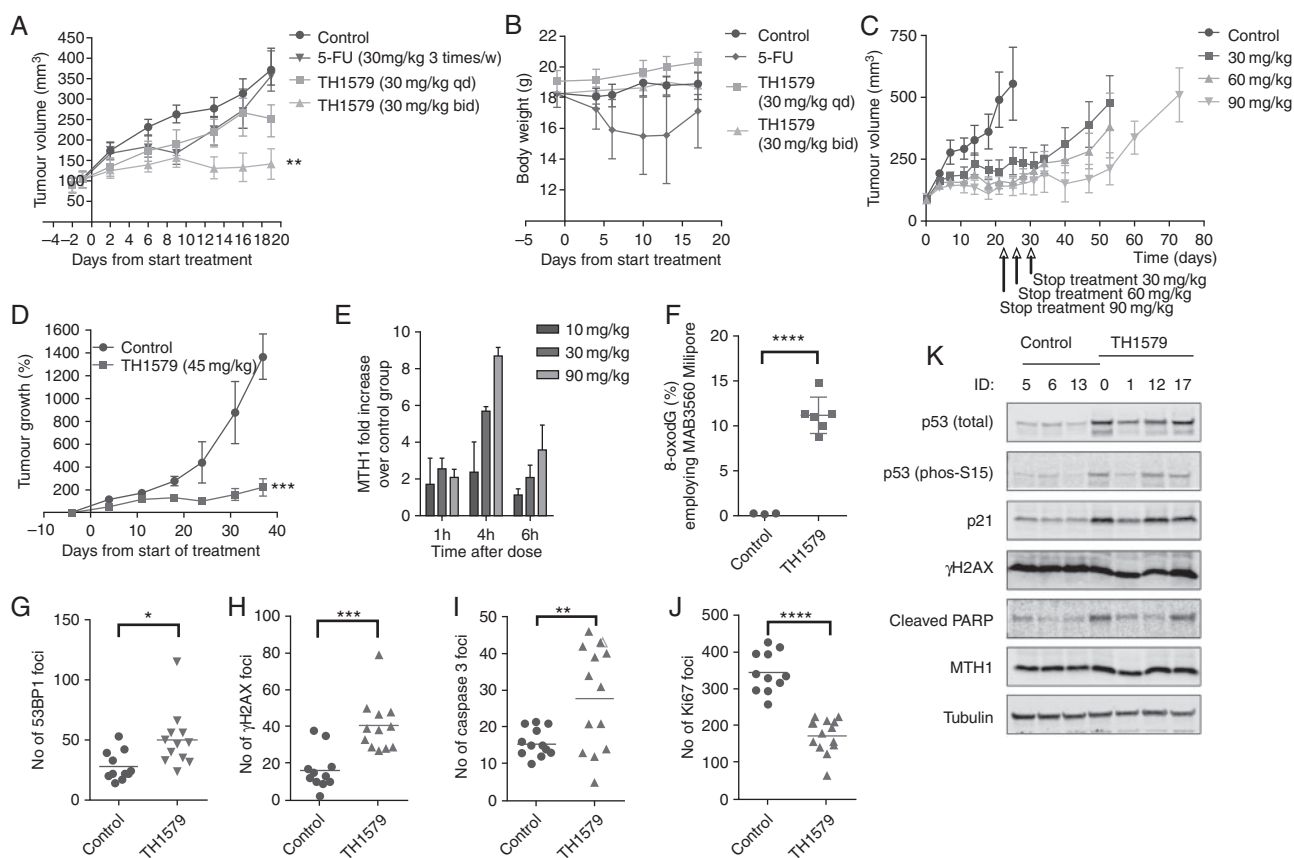 A
Tumour volume (mm³)
450
400
350
300
250
200
150
100
50
0
–4 –2 0 2 4 6 8 10 12 14 16 18 20
Days from start treatment
Control
5-FU (30mg/kg 3 times/w)
TH1579 (30 mg/kg qd)
TH1579 (30 mg/kg bid)
**
B
Body weight (g)
22
20
18
16
14
12
–5 0 5 10 15 20
Days from start treatment
Control
5-FU
TH1579
(30 mg/kg qd)
TH1579
(30 mg/kg bid)
C
Tumour volume (mm³)
750
500
250
0
0 10 20 30 40 50 60 70 80
Time (days)
Control
30 mg/kg
60 mg/kg
90 mg/kg
Stop treatment 30 mg/kg
Stop treatment 60 mg/kg
Stop treatment 90 mg/kg
D
Tumour growth (%)
1600
1400
1200
1000
800
600
400
200
–10 0 10 20 30 40
Days from start of treatment
Control
TH1579 (45 mg/kg)
***
E
MTH1 fold increase
over control group
10
8
6
4
2
0
1h 4h 6h
Time after dose
10 mg/kg
30 mg/kg
90 mg/kg
F
8-oxodG (%)
employing MAB3560 Milipore
20
15
10
5
0
****
Control
TH1579
G
No of 53BP1 foci
150
100
50
0
*
Control
TH1579
H
No of γH2AX foci
100
80
60
40
20
0
***
Control
TH1579
I
No of caspase 3 foci
50
40
30
20
10
0
**
Control
TH1579
J
No of Ki67 foci
500
400
300
200
100
0
****
Control
TH1579
K
Control TH1579
ID: 5 6 13 0 1 12 17
p53 (total)
p53 (phos-S15)
p21
γH2AX
Cleaved PARP
MTH1
Tubulin